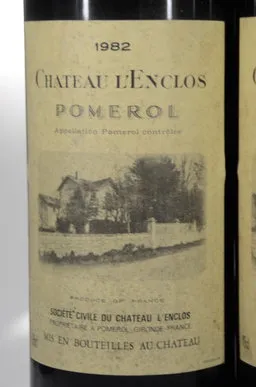 1982
CHATEAU L'ENCLOS
POMEROL
Appellation Pomerol contrôlée
PRODUCE OF FRANCE
SOCIÉTÉ CIVILE DU CHATEAU L'ENCLOS
PROPRIÉTAIRE A POMEROL, GIRONDE, FRANCE
MIS EN BOUTEILLES AU CHATEAU